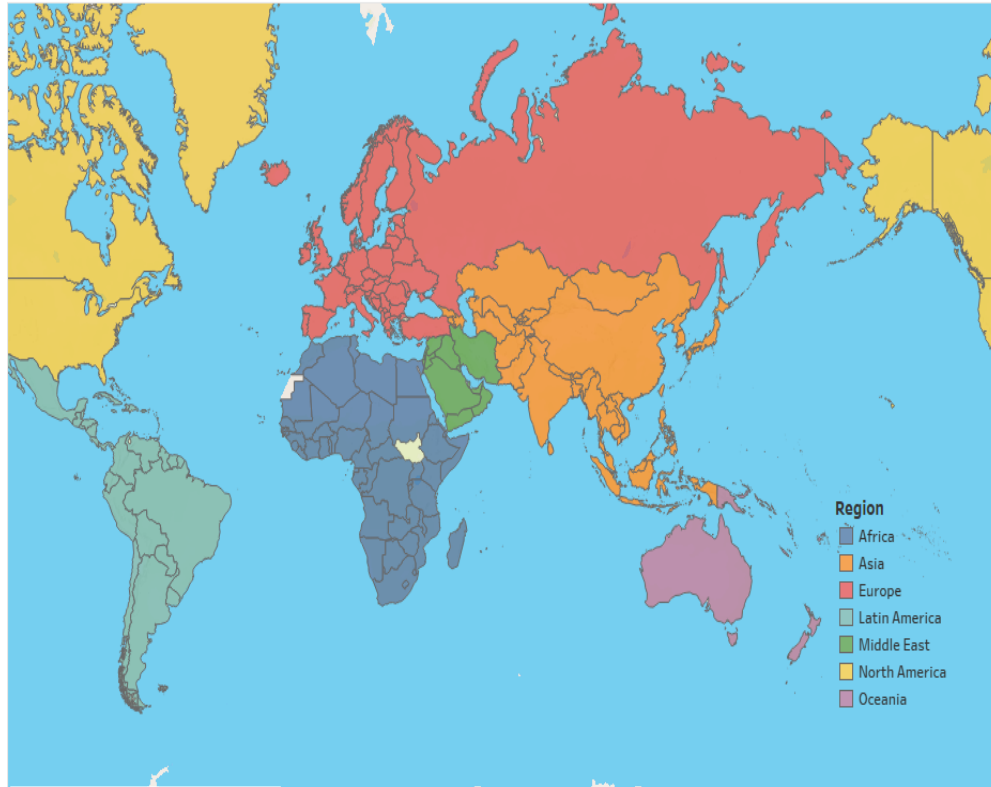 Region
Africa
Asia
Europe
Latin America
Middle East
North America
Oceania